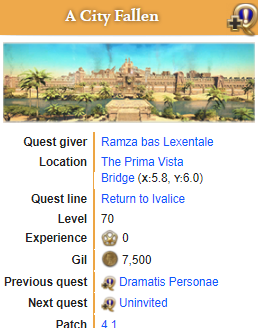 A City Fallen
Quest giver Ramza bas Lexentale
Location The Prima Vista
Bridge (X:5.8, Y:6.0)
Quest line Return to Ivalice
Level 70
Experience 0
Gil 7,500
Previous quest Dramatis Personae
Next quest Uninvited
Patch 4.1